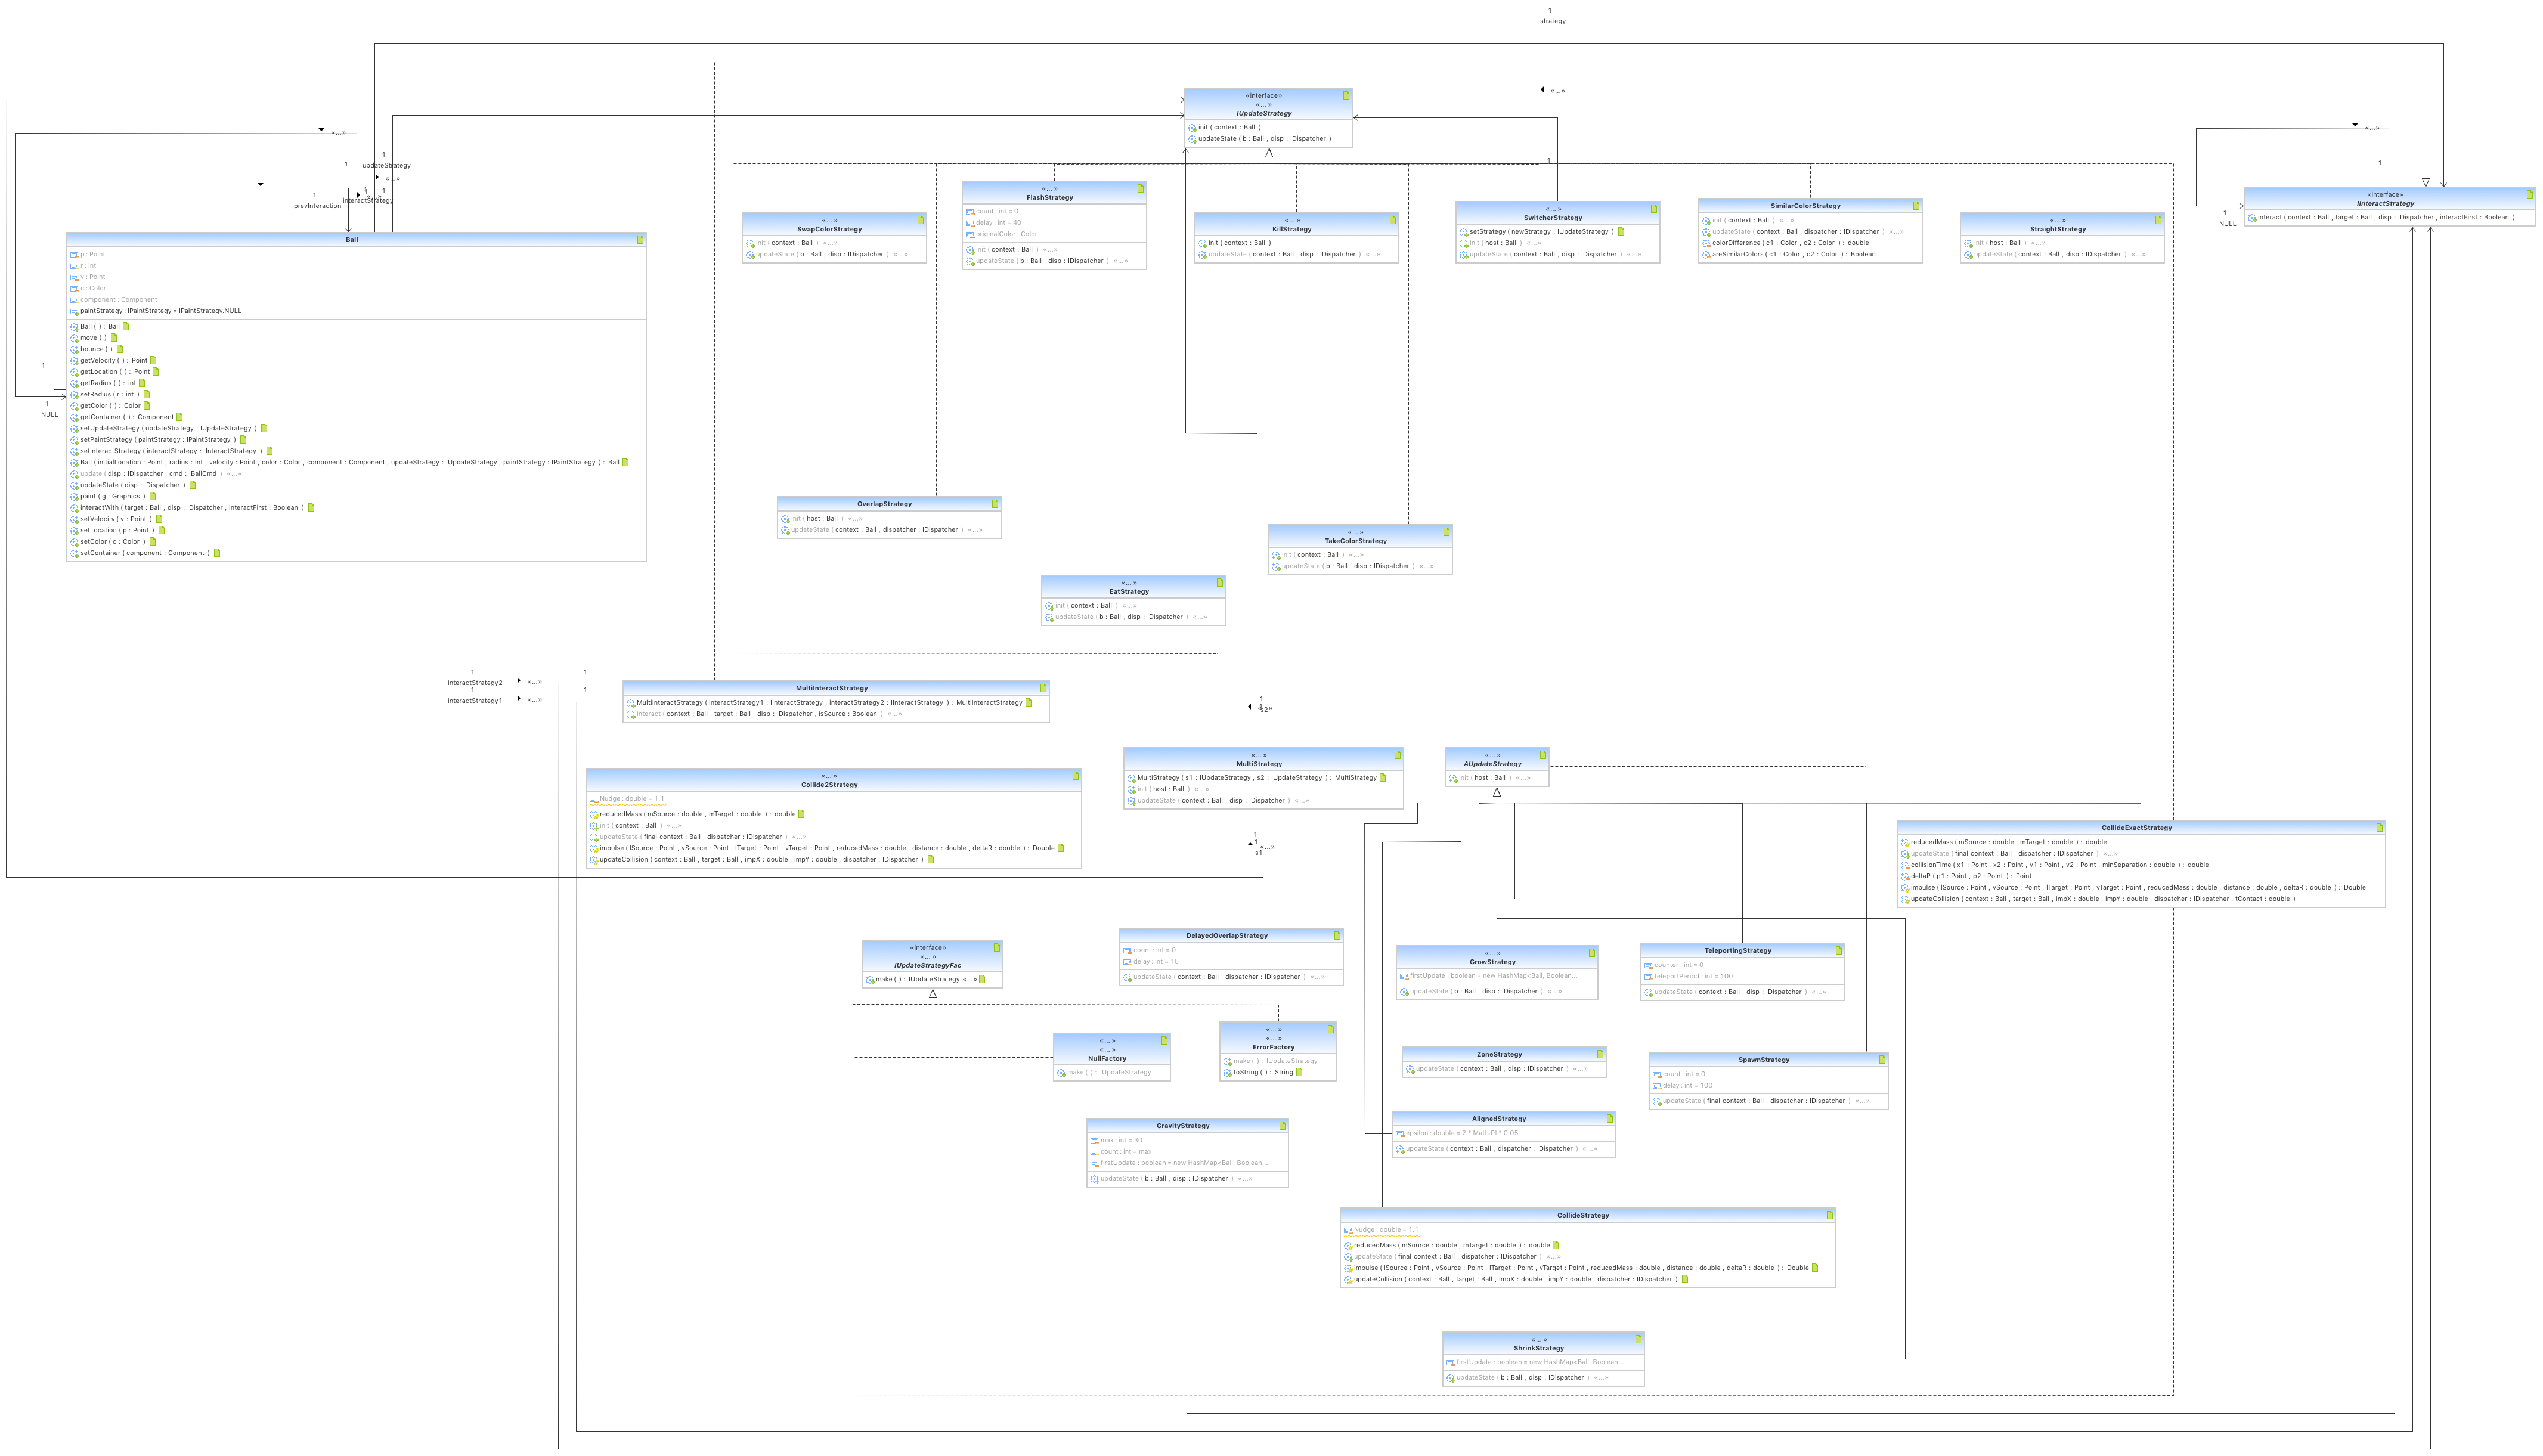 1
strategy
«interface»
«... »
IUpdateStrategy
init ( context : Ball )
updateState ( b : Ball , disp : IDispatcher )
«...»
«...»
1
1
updateStrategy
«...»
1
1
1
prevInteraction
interactStrategy
1
NULL
1
«...»
1
1
NULL
«interface»
IInteractStrategy
interact ( context : Ball , target : Ball , disp : IDispatcher , interactFirst : Boolean )
Ball
p : Point
r : int
v : Point
c : Color
component : Component
paintStrategy : IPaintStrategy = IPaintStrategy.NULL
Ball ( ) : Ball
move ( )
bounce ( )
getVelocity ( ) : Point
getLocation ( ) : Point
getRadius ( ) : int
setRadius ( r : int )
getColor ( ) : Color
getContainer ( ) : Component
setUpdateStrategy ( updateStrategy : IUpdateStrategy )
setPaintStrategy ( paintStrategy : IPaintStrategy )
setInteractStrategy ( interactStrategy : IInteractStrategy )
Ball ( initialLocation : Point , radius : int , velocity : Point , color : Color , component : Component , updateStrategy : IUpdateStrategy , paintStrategy : IPaintStrategy ) : Ball
update ( disp : IDispatcher , cmd : IBallCmd ) «...»
updateState ( disp : IDispatcher )
paint ( g : Graphics )
interactWith ( target : Ball , disp : IDispatcher , interactFirst : Boolean )
setVelocity ( v : Point )
setLocation ( p : Point )
setColor ( c : Color )
setContainer ( component : Component )
1
«... »
SwapColorStrategy
init ( context : Ball ) «...»
updateState ( b : Ball , disp : IDispatcher ) «...»
«... »
FlashStrategy
count : int = 0
delay : int = 40
originalColor : Color
init ( context : Ball ) «...»
updateState ( b : Ball , disp : IDispatcher ) «...»
«... »
KillStrategy
init ( context : Ball )
updateState ( context : Ball , disp : IDispatcher ) «...»
1
«... »
SwitcherStrategy
setStrategy ( newStrategy : IUpdateStrategy )
init ( host : Ball ) «...»
updateState ( context : Ball , disp : IDispatcher ) «...»
SimilarColorStrategy
init ( context : Ball ) «...»
updateState ( context : Ball , dispatcher : IDispatcher ) «...»
colorDifference ( c1 : Color , c2 : Color ) : double
areSimilarColors ( c1 : Color , c2 : Color ) : Boolean
«... »
StraightStrategy
init ( host : Ball ) «...»
updateState ( context : Ball , disp : IDispatcher ) «...»
OverlapStrategy
init ( host : Ball ) «...»
updateState ( context : Ball , dispatcher : IDispatcher ) «...»
«... »
TakeColorStrategy
init ( context : Ball ) «...»
updateState ( b : Ball , disp : IDispatcher ) «...»
«... »
EatStrategy
init ( context : Ball ) «...»
updateState ( b : Ball , disp : IDispatcher ) «...»
1
interactStrategy2
«...»
1
1
interactStrategy1
«...»
1
MultiInteractStrategy
MultiInteractStrategy ( interactStrategy1 : IInteractStrategy , interactStrategy2 : IInteractStrategy ) : MultiInteractStrategy
interact ( context : Ball , target : Ball , disp : IDispatcher , isSource : Boolean ) «...»
1
s2
«... »
MultiStrategy
MultiStrategy ( s1 : IUpdateStrategy , s2 : IUpdateStrategy ) : MultiStrategy
init ( host : Ball ) «...»
updateState ( context : Ball , disp : IDispatcher ) «...»
1
1
s1
«...»
«... »
AUpdateStrategy
init ( host : Ball ) «...»
«... »
Collide2Strategy
Nudge : double = 1.1
reducedMass ( mSource : double , mTarget : double ) : double
init ( context : Ball ) «...»
updateState ( final context : Ball , dispatcher : IDispatcher ) «...»
impulse ( lSource : Point , vSource : Point , lTarget : Point , vTarget : Point , reducedMass : double , distance : double , deltaR : double ) : Double
updateCollision ( context : Ball , target : Ball , impX : double , impY : double , dispatcher : IDispatcher )
CollideExactStrategy
reducedMass ( mSource : double , mTarget : double ) : double
updateState ( final context : Ball , dispatcher : IDispatcher ) «...»
collisionTime ( x1 : Point , x2 : Point , v1 : Point , v2 : Point , minSeparation : double ) : double
deltaP ( p1 : Point , p2 : Point ) : Point
impulse ( lSource : Point , vSource : Point , lTarget : Point , vTarget : Point , reducedMass : double , distance : double , deltaR : double ) : Double
updateCollision ( context : Ball , target : Ball , impX : double , impY : double , dispatcher : IDispatcher , tContact : double )
«interface»
«... »
IUpdateStrategyFac
make ( ) : IUpdateStrategy «...»
DelayedOverlapStrategy
count : int = 0
delay : int = 15
updateState ( context : Ball , dispatcher : IDispatcher ) «...»
«... »
GrowStrategy
firstUpdate : boolean = new HashMap<Ball, Boolean...
updateState ( b : Ball , disp : IDispatcher ) «...»
TeleportingStrategy
counter : int = 0
teleportPeriod : int = 100
updateState ( context : Ball , disp : IDispatcher ) «...»
«... »
«... »
NullFactory
make ( ) : IUpdateStrategy
«... »
«... »
ErrorFactory
make ( ) : IUpdateStrategy
toString ( ) : String
ZoneStrategy
updateState ( context : Ball , disp : IDispatcher ) «...»
SpawnStrategy
count : int = 0
delay : int = 100
updateState ( final context : Ball , dispatcher : IDispatcher ) «...»
GravityStrategy
max : int = 30
count : int = max
firstUpdate : boolean = new HashMap<Ball, Boolean...
updateState ( b : Ball , disp : IDispatcher ) «...»
AlignedStrategy
epsilon : double = 2 * Math.PI * 0.05
updateState ( context : Ball , dispatcher : IDispatcher ) «...»
CollideStrategy
Nudge : double = 1.1
reducedMass ( mSource : double , mTarget : double ) : double
updateState ( final context : Ball , dispatcher : IDispatcher ) «...»
impulse ( lSource : Point , vSource : Point , lTarget : Point , vTarget : Point , reducedMass : double , distance : double , deltaR : double ) : Double
updateCollision ( context : Ball , target : Ball , impX : double , impY : double , dispatcher : IDispatcher )
«... »
ShrinkStrategy
firstUpdate : boolean = new HashMap<Ball, Boolean...
updateState ( b : Ball , disp : IDispatcher ) «...»